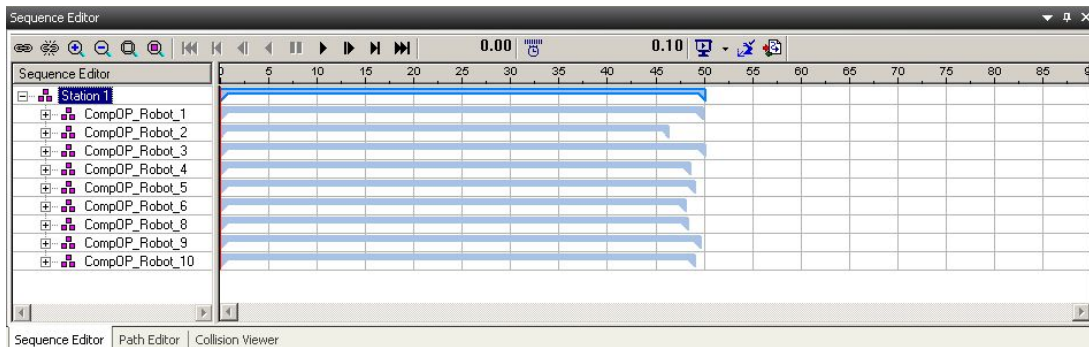 Sequence Editor
0.00 0.10
Sequence Editor 0 5 10 15 20 25 30 35 40 45 50 55 60 65 70 75 80 85
Station 1
CompOP_Robot_1
CompOP_Robot_2
CompOP_Robot_3
CompOP_Robot_4
CompOP_Robot_5
CompOP_Robot_6
CompOP_Robot_8
CompOP_Robot_9
CompOP_Robot_10
Sequence Editor Path Editor Collision Viewer